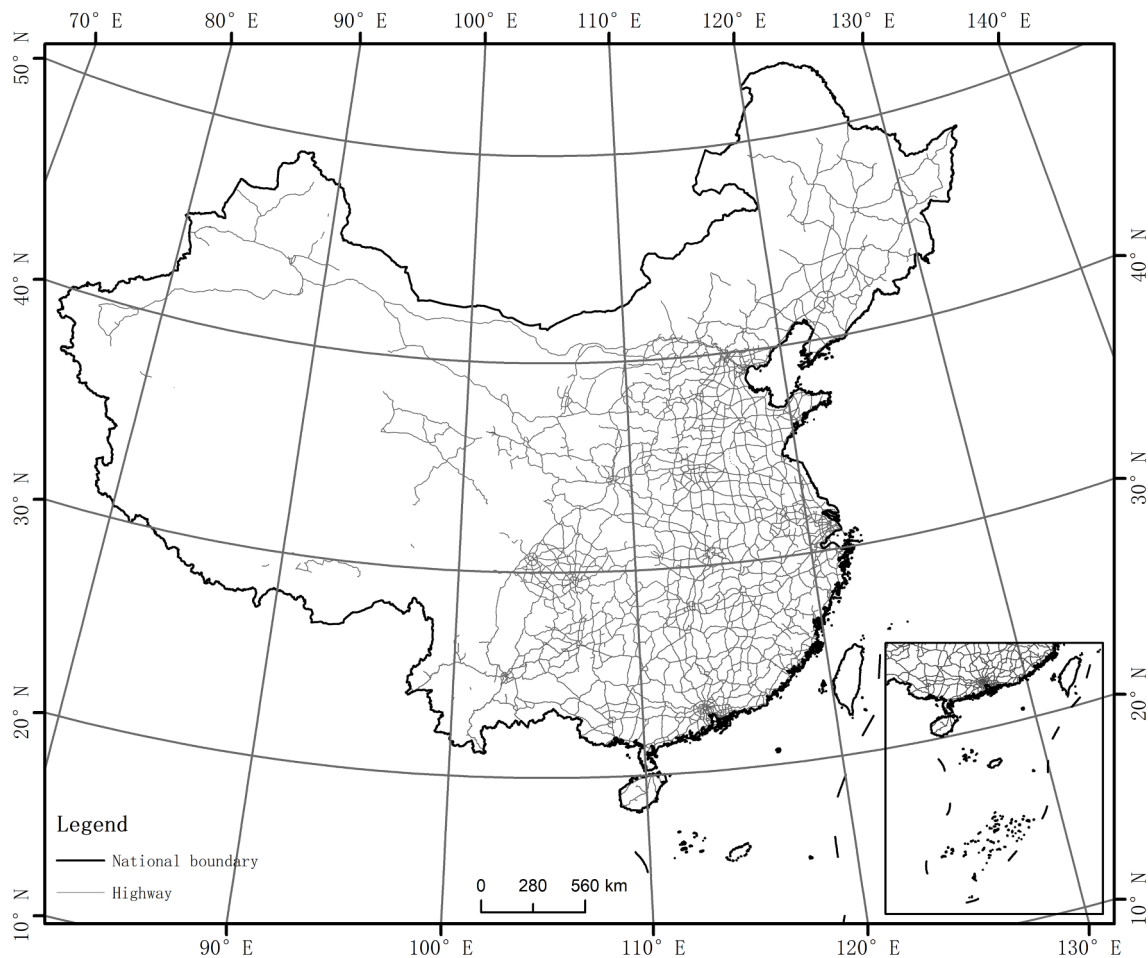 70° E 80° E 90° E 100° E 110° E 120° E 130° E 140° E
50° N
40° N
30° N
20° N
10° N
40° N
30° N
20° N
10° N
Legend
National boundary
Highway
0 280 560 km
90° E 100° E 110° E 120° E 130° E